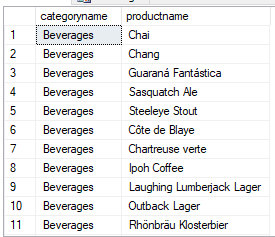 categoryname productname
1 Beverages Chai
2 Beverages Chang
3 Beverages Guaraná Fantástica
4 Beverages Sasquatch Ale
5 Beverages Steeleye Stout
6 Beverages Côte de Blaye
7 Beverages Chartreuse verte
8 Beverages Ipoh Coffee
9 Beverages Laughing Lumberjack Lager
10 Beverages Outback Lager
11 Beverages Rhönbräu Klosterbier